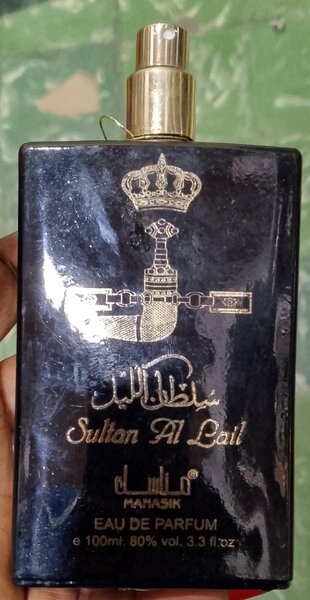 سلطان الليل
Sultan Al Lail
مناسك®
MANASIK
EAU DE PARFUM
e 100ml. 80% vol. 3.3 fl.oz